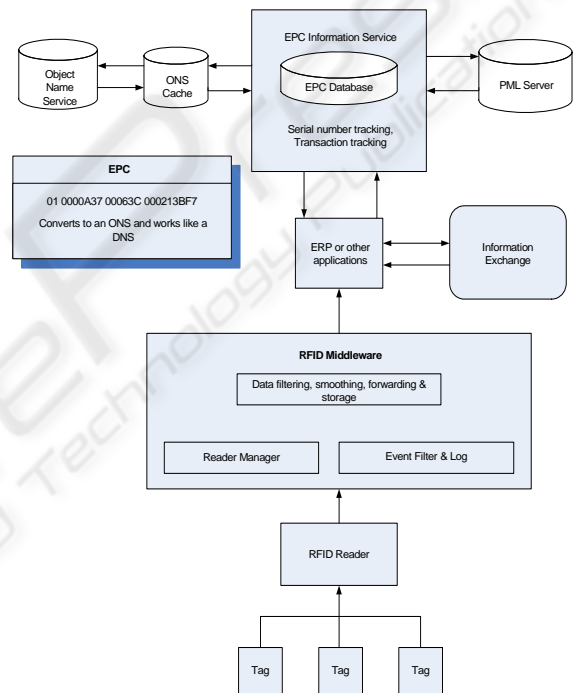 EPC Information Service
EPC Database
Serial number tracking,
Transaction tracking
Object
Name
Service
ONS
Cache
PML Server
EPC
01 0000A37 00063C 000213BF7
Converts to an ONS and works like a
DNS
ERP or other
applications
Information
Exchange
RFID Middleware
Data filtering, smoothing, forwarding &
storage
Reader Manager
Event Filter & Log
RFID Reader
Tag
Tag
Tag